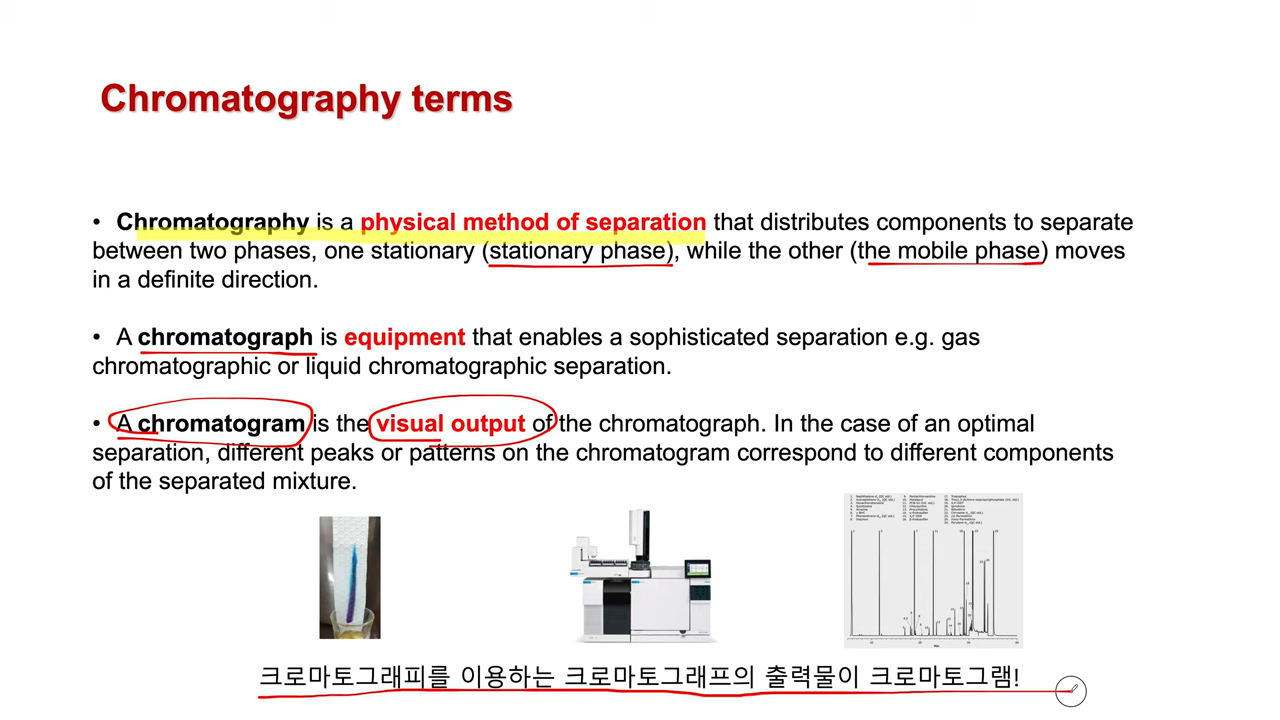 Chromatography terms
• Chromatography is a physical method of separation that distributes components to separate
between two phases, one stationary (stationary phase), while the other (the mobile phase) moves
in a definite direction.
• A chromatograph is equipment that enables a sophisticated separation e.g. gas
chromatographic or liquid chromatographic separation.
• A chromatogram is the visual output of the chromatograph. In the case of an optimal
separation, different peaks or patterns on the chromatogram correspond to different components
of the separated mixture.
크로마토그래피를 이용하는 크로마토그래프의 출력물이 크로마토그램!